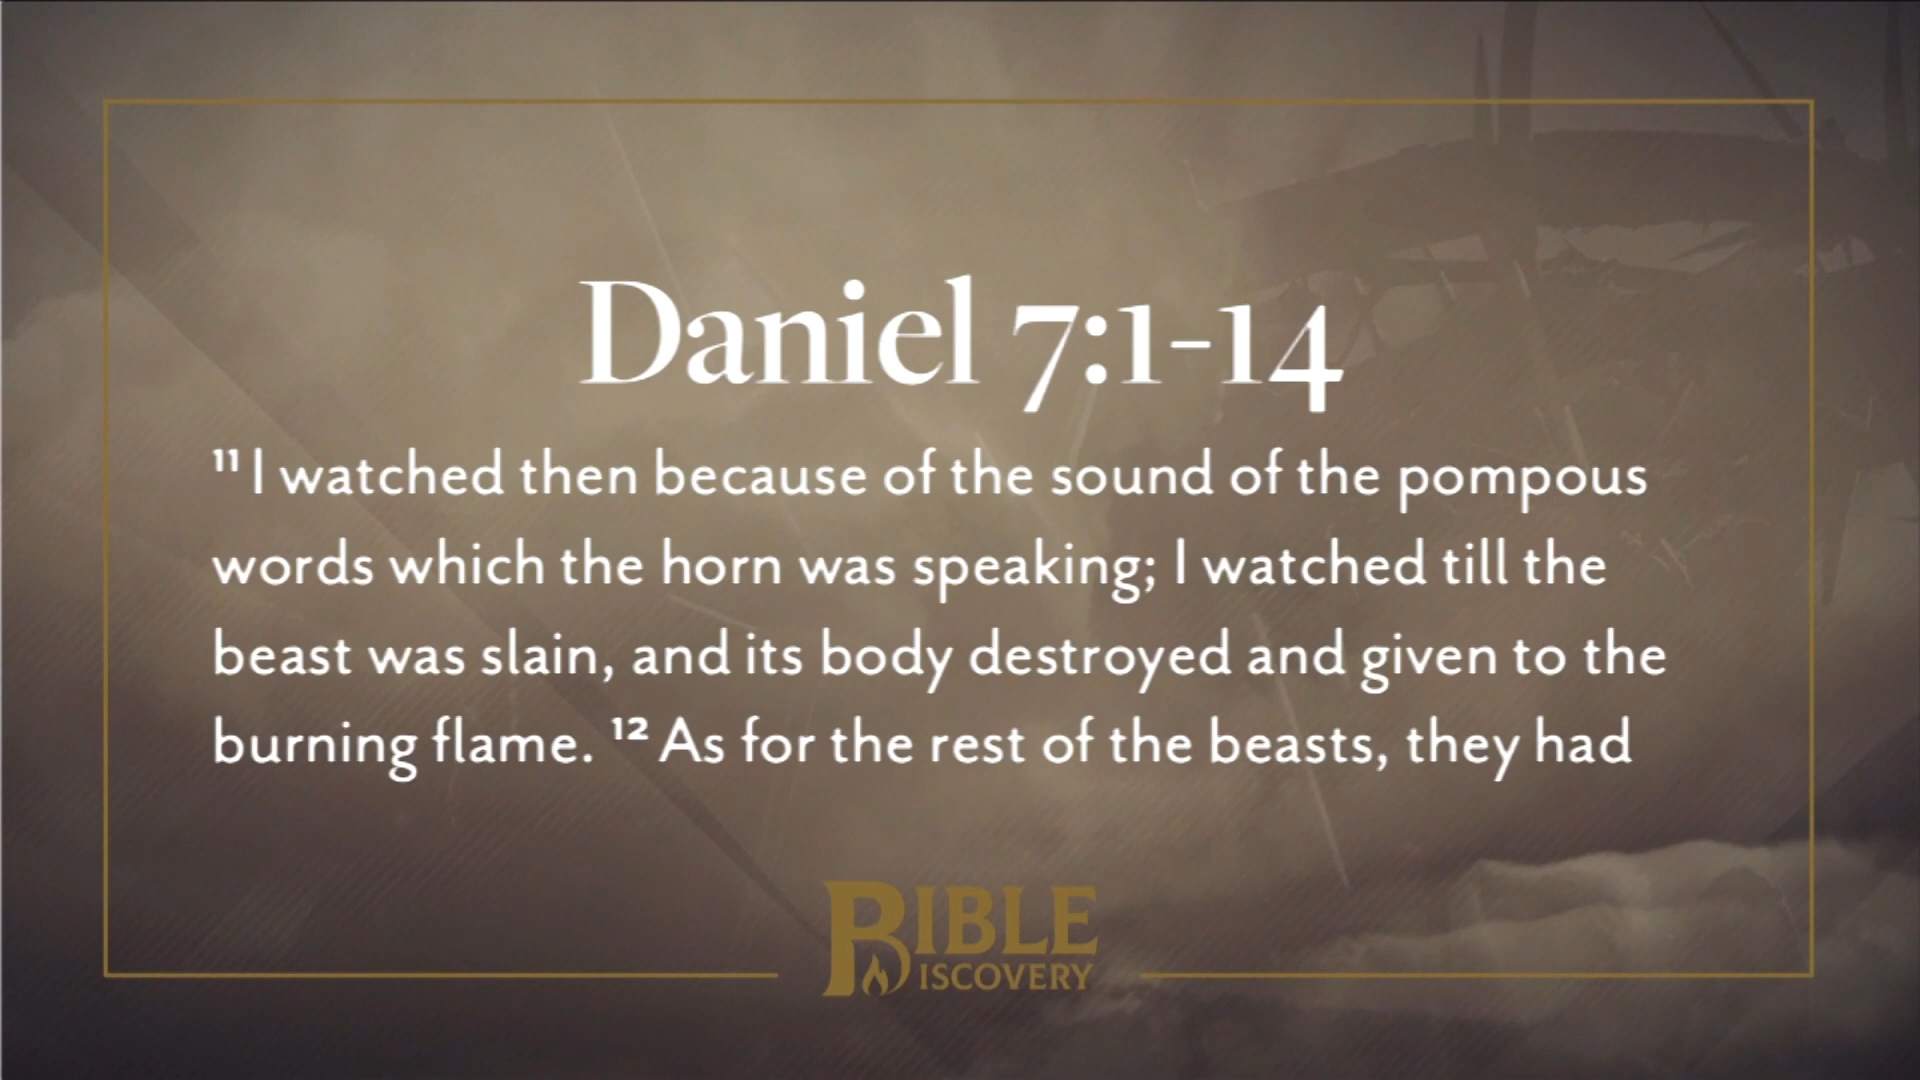 Daniel 7:1-14
¹¹ I watched then because of the sound of the pompous
words which the horn was speaking; I watched till the
beast was slain, and its body destroyed and given to the
burning flame. ¹² As for the rest of the beasts, they had
BIBLE
DISCOVERY